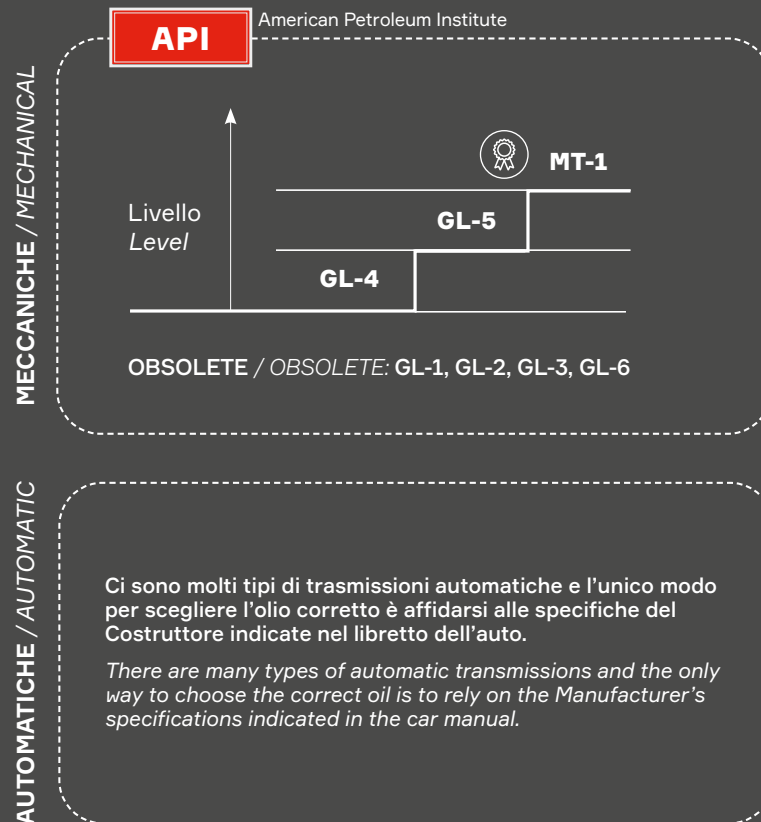 API
American Petroleum Institute
MECCANICHE / MECHANICAL
MT-1
Livello
Level
GL-5
GL-4
OBSOLETE / OBSOLETE: GL-1, GL-2, GL-3, GL-6
AUTOMATICHE / AUTOMATIC
Ci sono molti tipi di trasmissioni automatiche e l’unico modo
per scegliere l’olio corretto è affidarsi alle specifiche del
Costruttore indicate nel libretto dell’auto.
There are many types of automatic transmissions and the only
way to choose the correct oil is to rely on the Manufacturer’s
specifications indicated in the car manual.